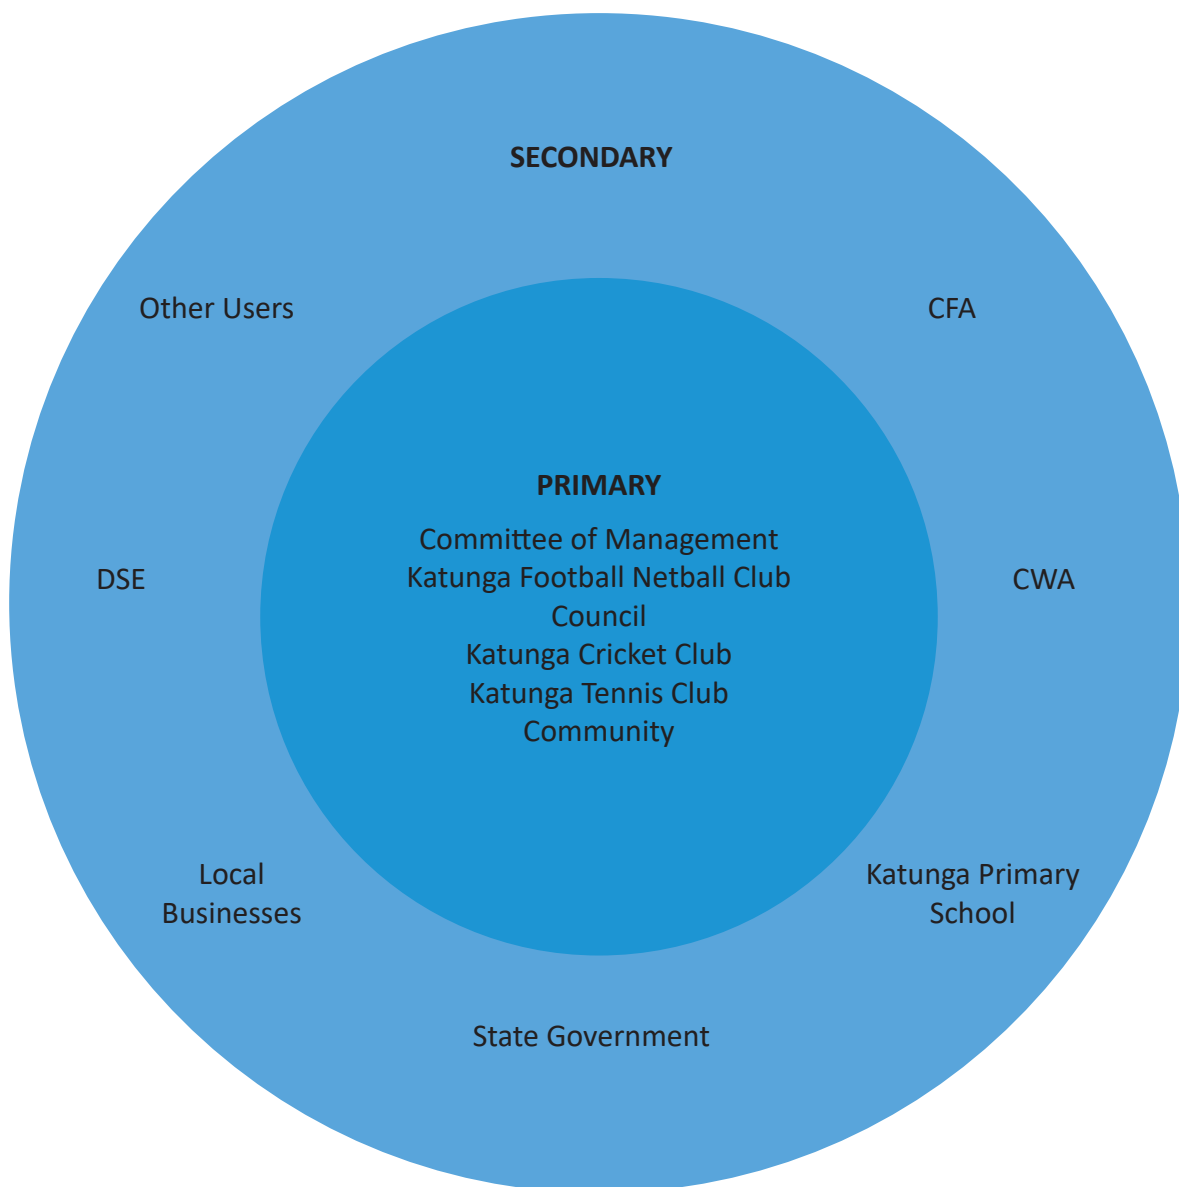 SECONDARY
Other Users
CFA
PRIMARY
Committee of Management
Katunga Football Netball Club
Council
Katunga Cricket Club
Katunga Tennis Club
Community
DSE
CWA
Local
Businesses
Katunga Primary
School
State Government